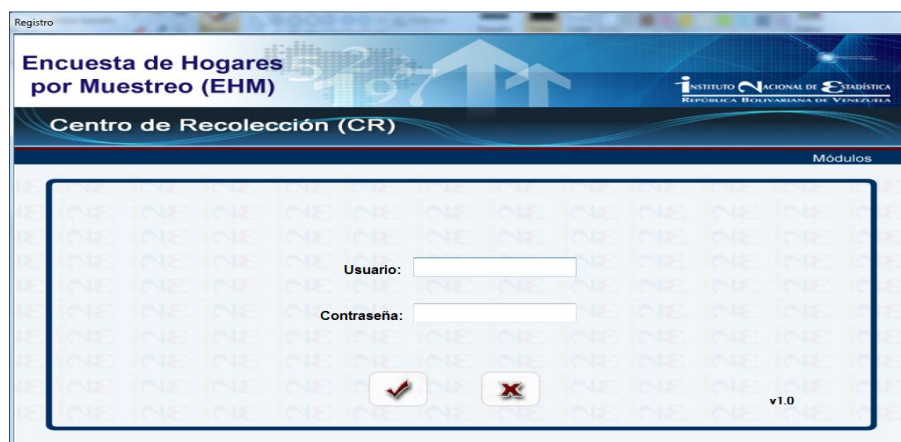 Registro
Encuesta de Hogares
por Muestreo (EHM)
INSTITUTO NACIONAL DE ESTADÍSTICA
REPÚBLICA BOLIVARIANA DE VENEZUELA
Centro de Recolección (CR)
Módulos
Usuario:
Contraseña:
v1.0